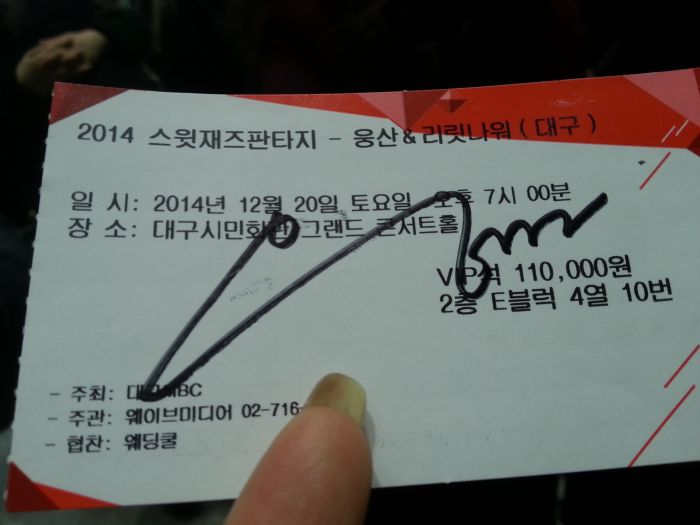 2014 스윗재즈판타지 - 웅산&리릿나워 (대구)
일 시: 2014년 12월 20일 토요일 오후 7시 00분
장 소: 대구시민회관 그랜드 콘서트홀
VIP석 110,000원
2층 E블럭 4열 10번
- 주최: 대구MBC
- 주관: 웨이브미디어 02-716-
- 협찬: 웨딩쿨